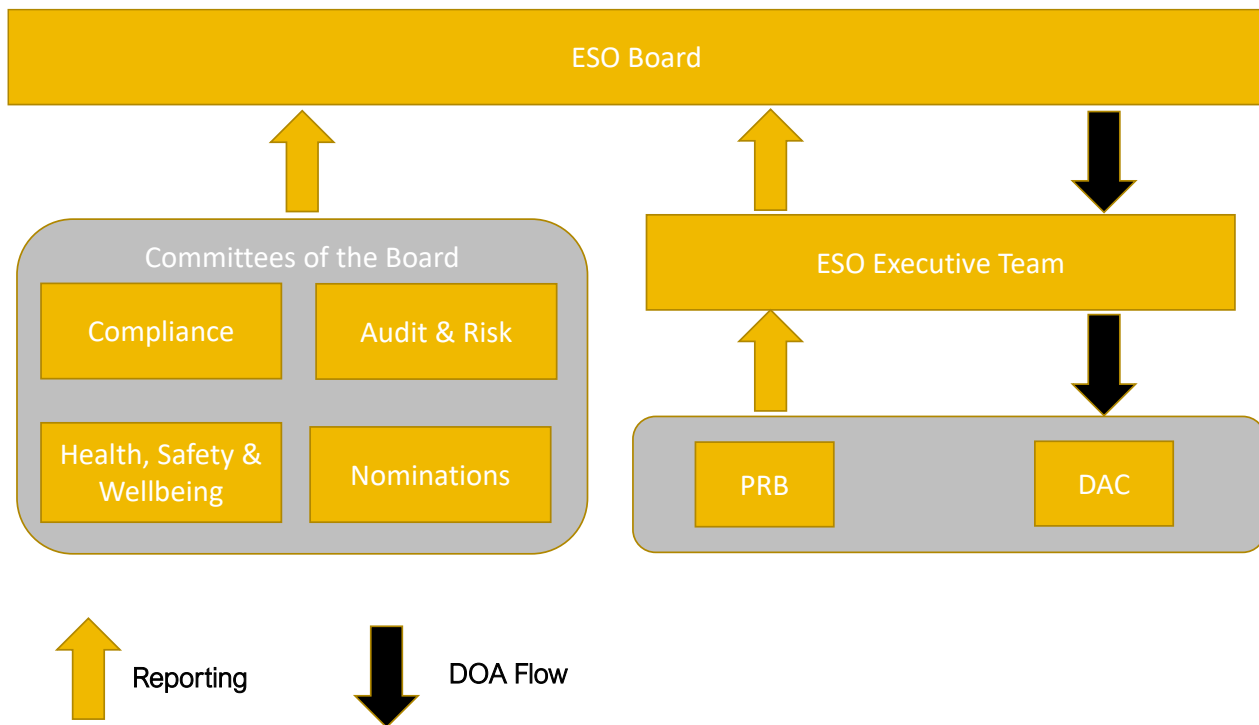 ESO Board
Committees of the Board
Compliance
Audit & Risk
Health, Safety &
Wellbeing
Nominations
ESO Executive Team
PRB
DAC
Reporting
DOA Flow